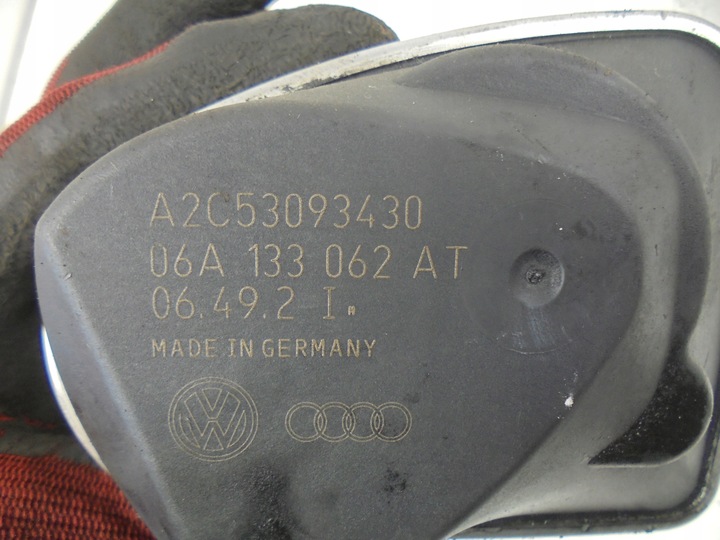 A2C53093430
06A 133 062 AT
06.49.2 I.
MADE IN GERMANY